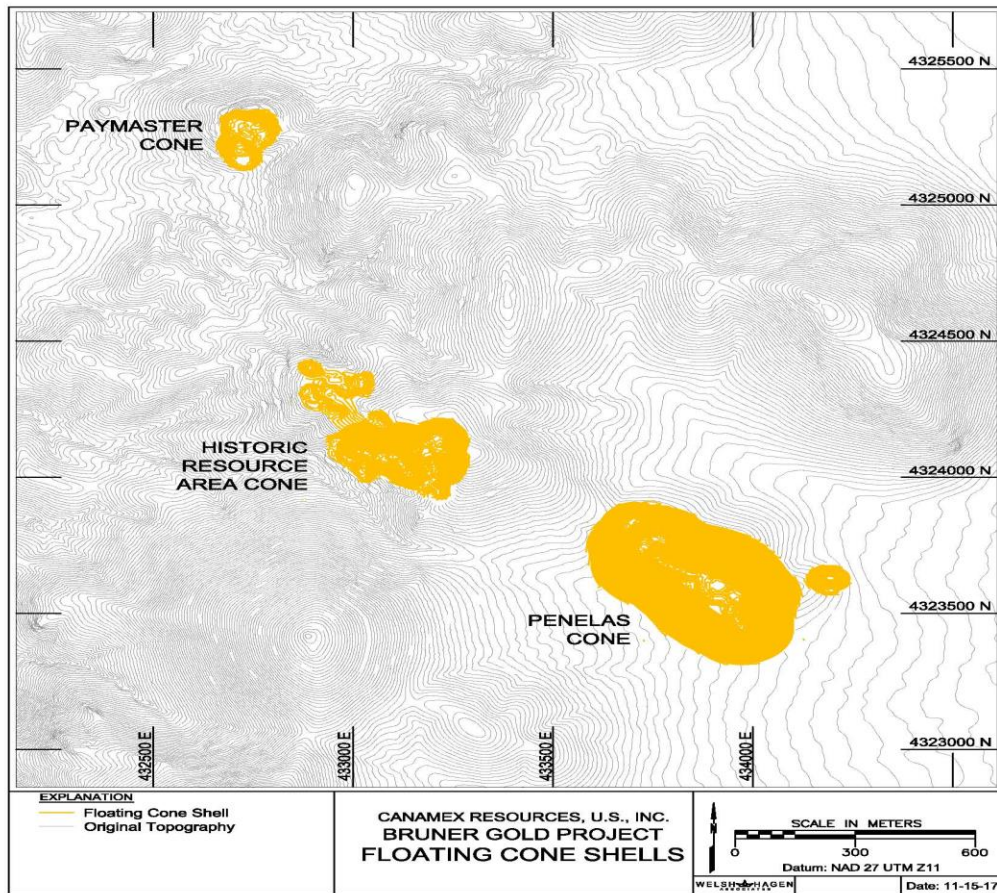 4325500 N
PAYMASTER
CONE
4325000 N
4324500 N
HISTORIC
RESOURCE
AREA CONE
4324000 N
PENELAS
CONE
4323500 N
4323000 N
432500 E
433000 E
433500 E
434000 E
EXPLANATION
Floating Cone Shell
Original Topography
CANAMEX RESOURCES, U.S., INC.
BRUNER GOLD PROJECT
FLOATING CONE SHELLS
N
SCALE IN METERS
0 300 600
Datum: NAD 27 UTM Z11
WELSH HAGEN
ASSOCIATES
Date: 11-15-17